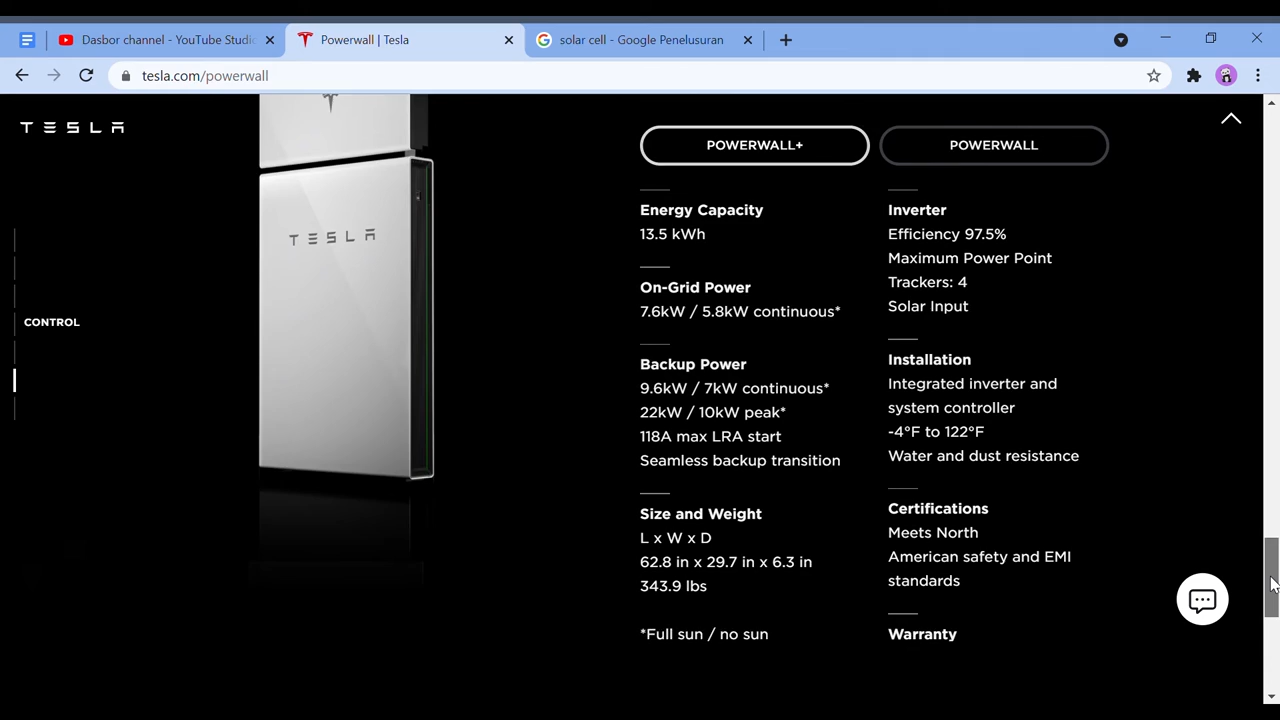 Dasbor channel - YouTube Studio
Powerwall | Tesla
solar cell - Google Penelusuran
tesla.com/powerwall
TESLA
TESLA
CONTROL
POWERWALL+
POWERWALL
Energy Capacity
13.5 kWh
On-Grid Power
7.6kW / 5.8kW continuous*
Backup Power
9.6kW / 7kW continuous*
22kW / 10kW peak*
118A max LRA start
Seamless backup transition
Size and Weight
L x W x D
62.8 in x 29.7 in x 6.3 in
343.9 lbs
*Full sun / no sun
Inverter
Efficiency 97.5%
Maximum Power Point
Trackers: 4
Solar Input
Installation
Integrated inverter and
system controller
-4°F to 122°F
Water and dust resistance
Certifications
Meets North
American safety and EMI
standards
Warranty